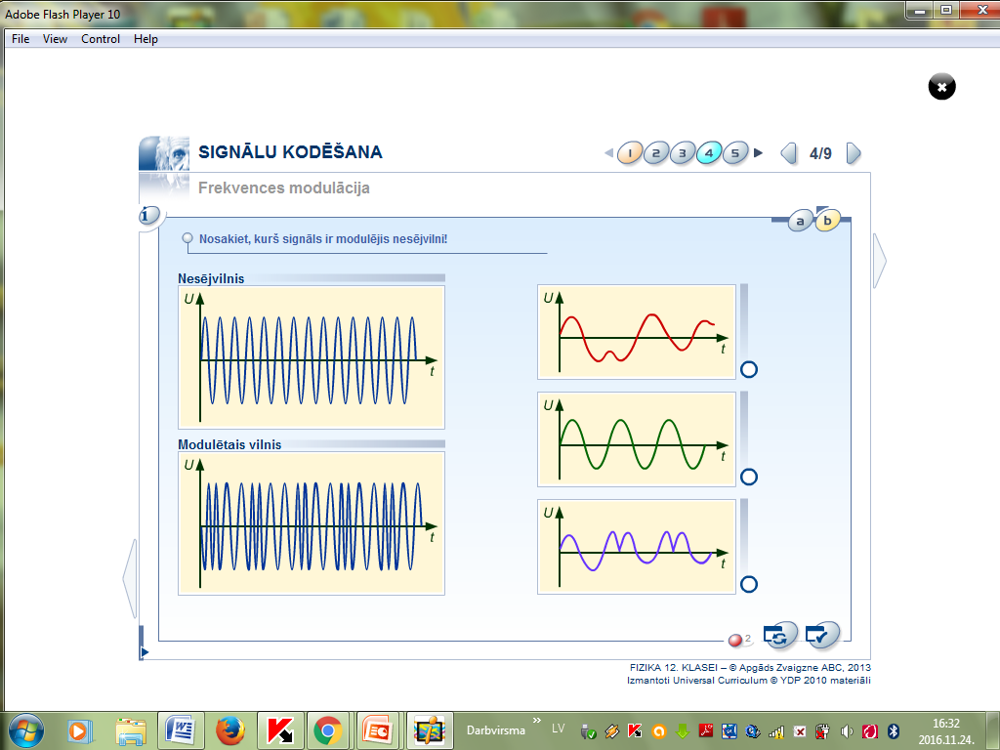 Adobe Flash Player 10
File View Control Help
SIGNĀLU KODĒŠANA
1 2 3 4 5 4/9
Frekvences modulācija
i
a b
Nosakiet, kurš signāls ir modulējis nesējvilni!
Nesējvilnis
U
t
Modulētais vilnis
U
t
U
t
U
t
U
t
2
FIZIKA 12. KLASEI – © Apgāds Zvaigzne ABC, 2013
Izmantoti Universal Curriculum © YDP 2010 materiāli
Darbvirsma » LV
16:32
2016.11.24.